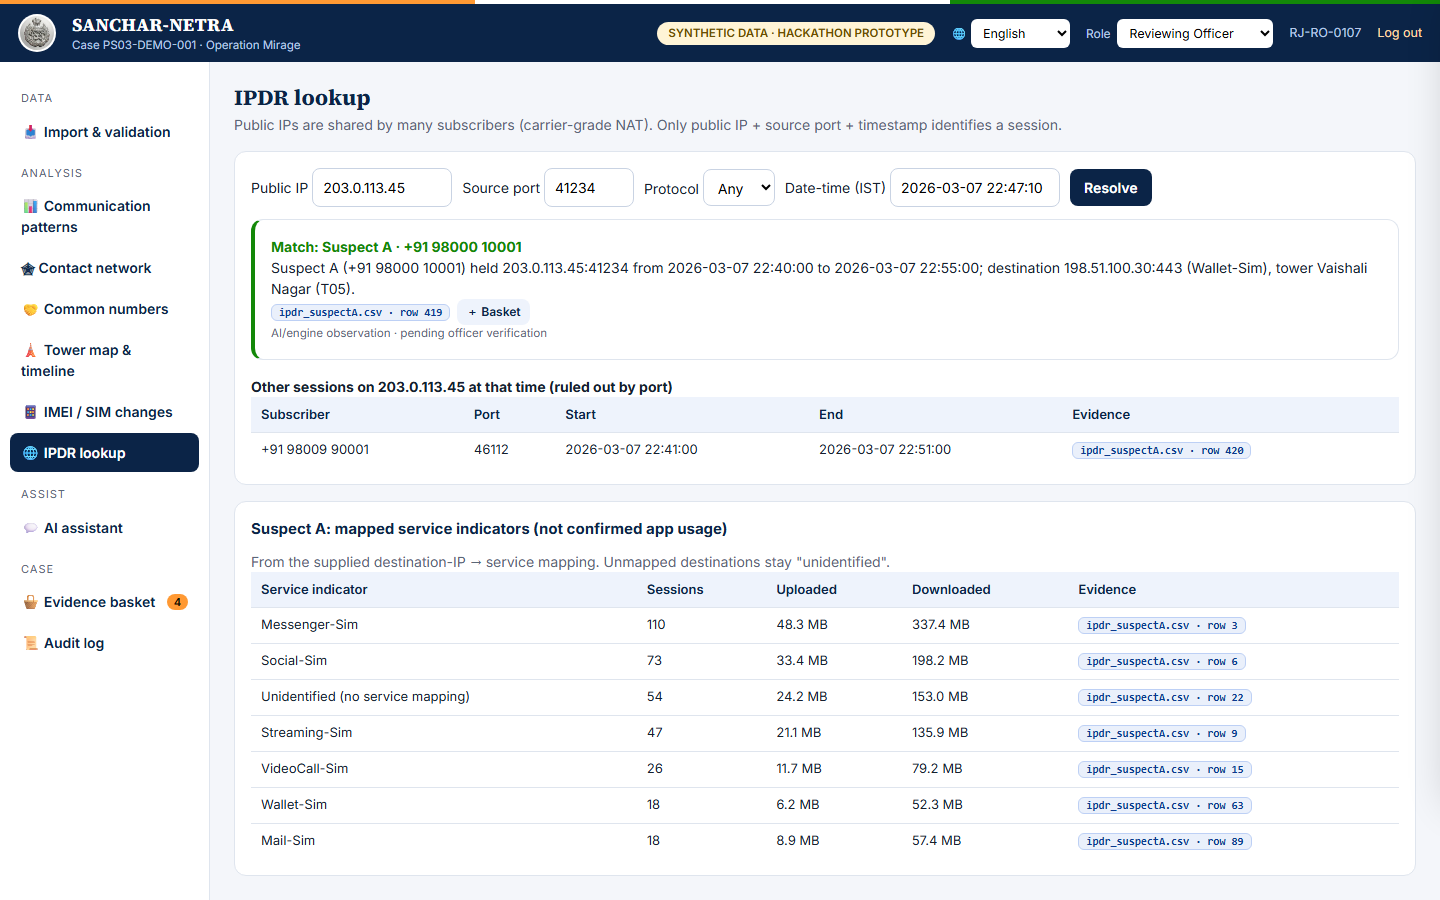 SANCHAR-NETRA
Case PS03-DEMO-001 · Operation Mirage
SYNTHETIC DATA · HACKATHON PROTOTYPE
English
Role
Reviewing Officer
RJ-RO-0107
Log out
DATA
Import & validation
ANALYSIS
Communication
patterns
Contact network
Common numbers
Tower map &
timeline
IMEI / SIM changes
IPDR lookup
ASSIST
AI assistant
CASE
Evidence basket 4
Audit log
IPDR lookup
Public IPs are shared by many subscribers (carrier-grade NAT). Only public IP + source port + timestamp identifies a session.
Public IP 203.0.113.45 Source port 41234 Protocol Any Date-time (IST) 2026-03-07 22:47:10 Resolve
Match: Suspect A · +91 98000 10001
Suspect A (+91 98000 10001) held 203.0.113.45:41234 from 2026-03-07 22:40:00 to 2026-03-07 22:55:00; destination 198.51.100.30:443 (Wallet-Sim), tower Vaishali
Nagar (T05).
ipdr_suspectA.csv · row 419 + Basket
AI/engine observation · pending officer verification
Other sessions on 203.0.113.45 at that time (ruled out by port)
Subscriber Port Start End Evidence
+91 98009 90001 46112 2026-03-07 22:41:00 2026-03-07 22:51:00 ipdr_suspectA.csv · row 420
Suspect A: mapped service indicators (not confirmed app usage)
From the supplied destination-IP → service mapping. Unmapped destinations stay "unidentified".
Service indicator Sessions Uploaded Downloaded Evidence
Messenger-Sim 110 48.3 MB 337.4 MB ipdr_suspectA.csv · row 3
Social-Sim 73 33.4 MB 198.2 MB ipdr_suspectA.csv · row 6
Unidentified (no service mapping) 54 24.2 MB 153.0 MB ipdr_suspectA.csv · row 22
Streaming-Sim 47 21.1 MB 135.9 MB ipdr_suspectA.csv · row 9
VideoCall-Sim 26 11.7 MB 79.2 MB ipdr_suspectA.csv · row 15
Wallet-Sim 18 6.2 MB 52.3 MB ipdr_suspectA.csv · row 63
Mail-Sim 18 8.9 MB 57.4 MB ipdr_suspectA.csv · row 89